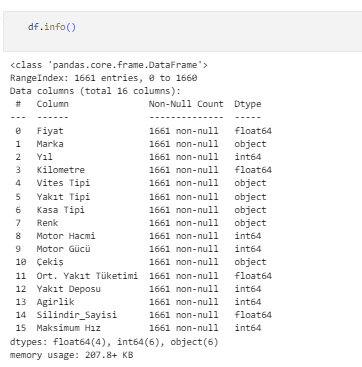 df.info()
<class 'pandas.core.frame.DataFrame'>
RangeIndex: 1661 entries, 0 to 1660
Data columns (total 16 columns):
 #   Column               Non-Null Count  Dtype
---  ------               --------------  -----
 0   Fiyat                1661 non-null   float64
 1   Marka                1661 non-null   object
 2   Yıl                  1661 non-null   int64
 3   Kilometre            1661 non-null   float64
 4   Vites Tipi           1661 non-null   object
 5   Yakıt Tipi           1661 non-null   object
 6   Kasa Tipi            1661 non-null   object
 7   Renk                 1661 non-null   object
 8   Motor Hacmi          1661 non-null   int64
 9   Motor Gücü           1661 non-null   int64
 10  Çekiş                1661 non-null   object
 11  Ort. Yakıt Tüketimi  1661 non-null   float64
 12  Yakıt Deposu         1661 non-null   int64
 13  Agirlik              1661 non-null   int64
 14  Silindir_Sayisi      1661 non-null   float64
 15  Maksimum Hız         1661 non-null   int64
dtypes: float64(4), int64(6), object(6)
memory usage: 207.8+ KB